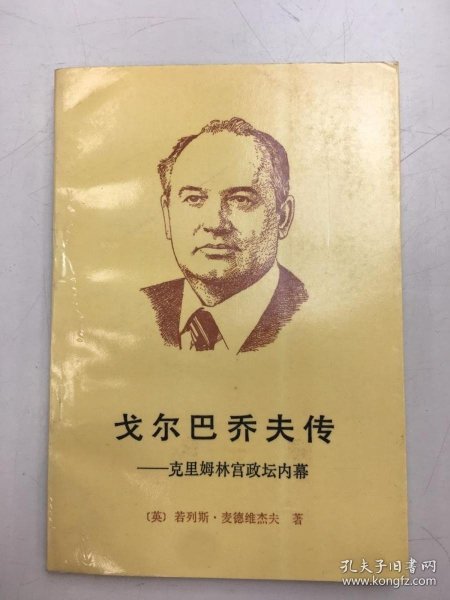 戈尔巴乔夫传
——克里姆林宫政坛内幕
〔英〕若列斯·麦德维杰夫 著
孔夫子旧书网
www.kongfz.com